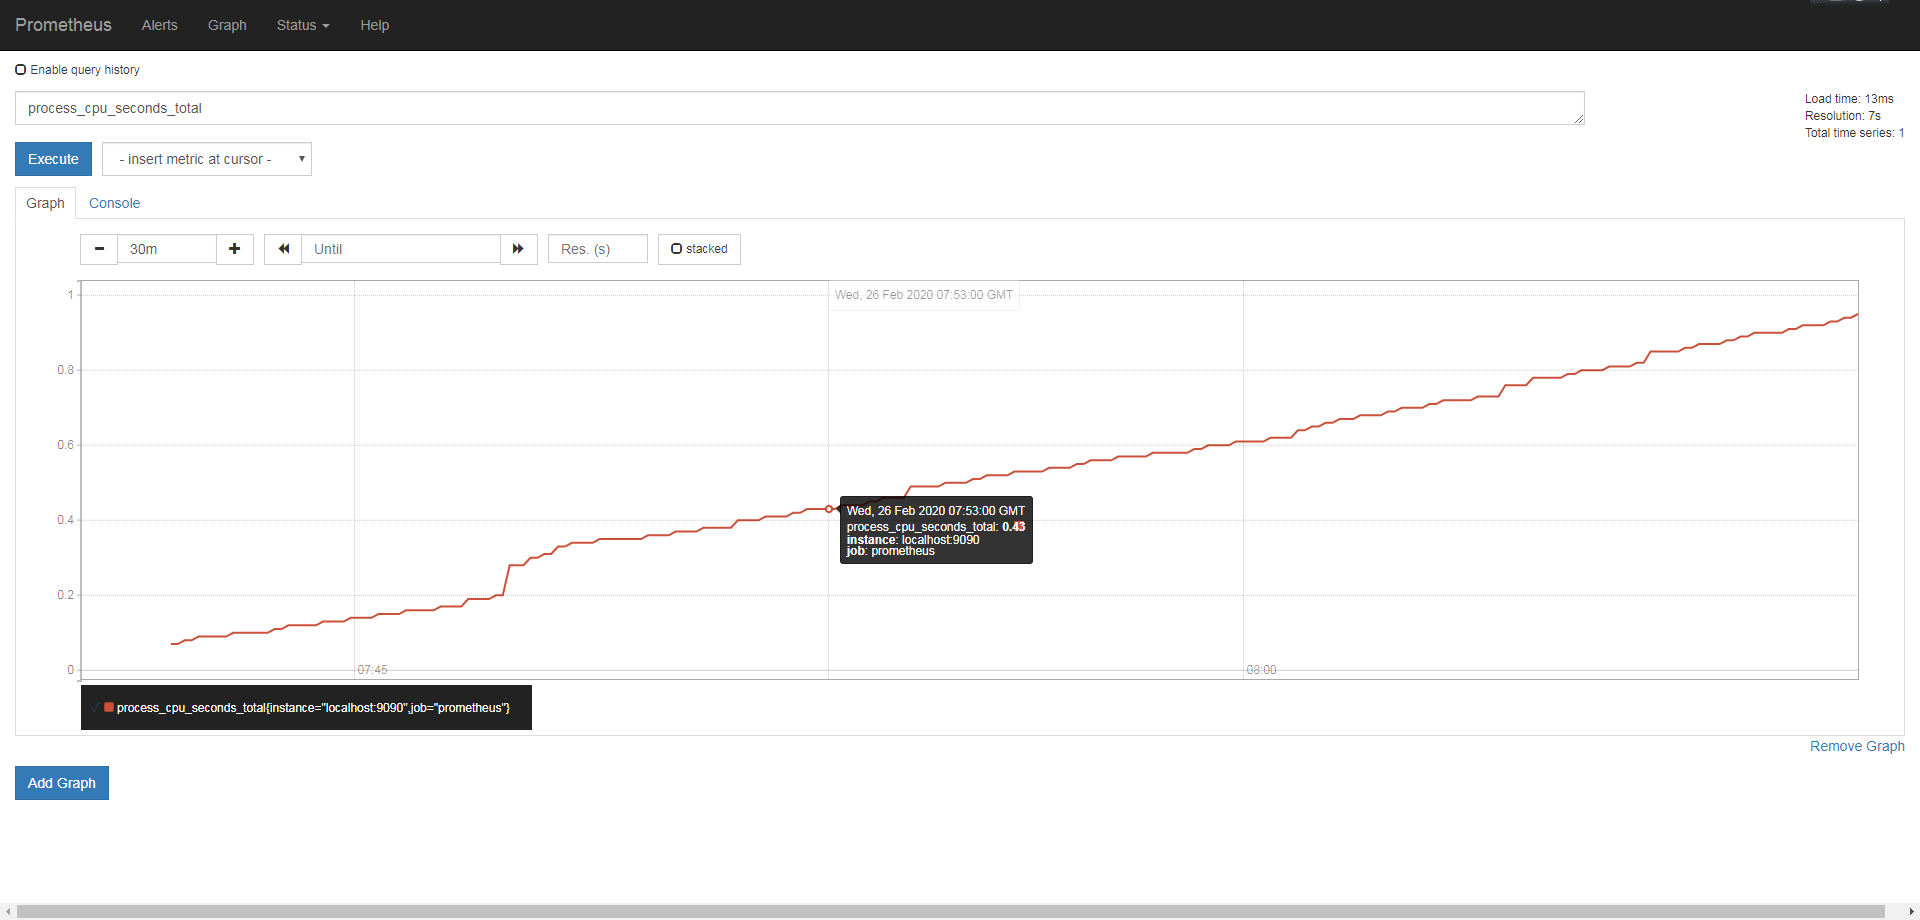 Prometheus Alerts Graph Status Help
Enable query history
process_cpu_seconds_total
Load time: 13ms
Resolution: 7s
Total time series: 1
Execute - insert metric at cursor -
Graph Console
30m Until Res. (s) stacked
1
0.8
0.6
0.4
0.2
0
Wed, 26 Feb 2020 07:53:00 GMT
Wed, 26 Feb 2020 07:53:00 GMT
process_cpu_seconds_total: 0.43
instance: localhost:9090
job: prometheus
07:45 08:00
process_cpu_seconds_total{instance="localhost:9090",job="prometheus"}
Remove Graph
Add Graph